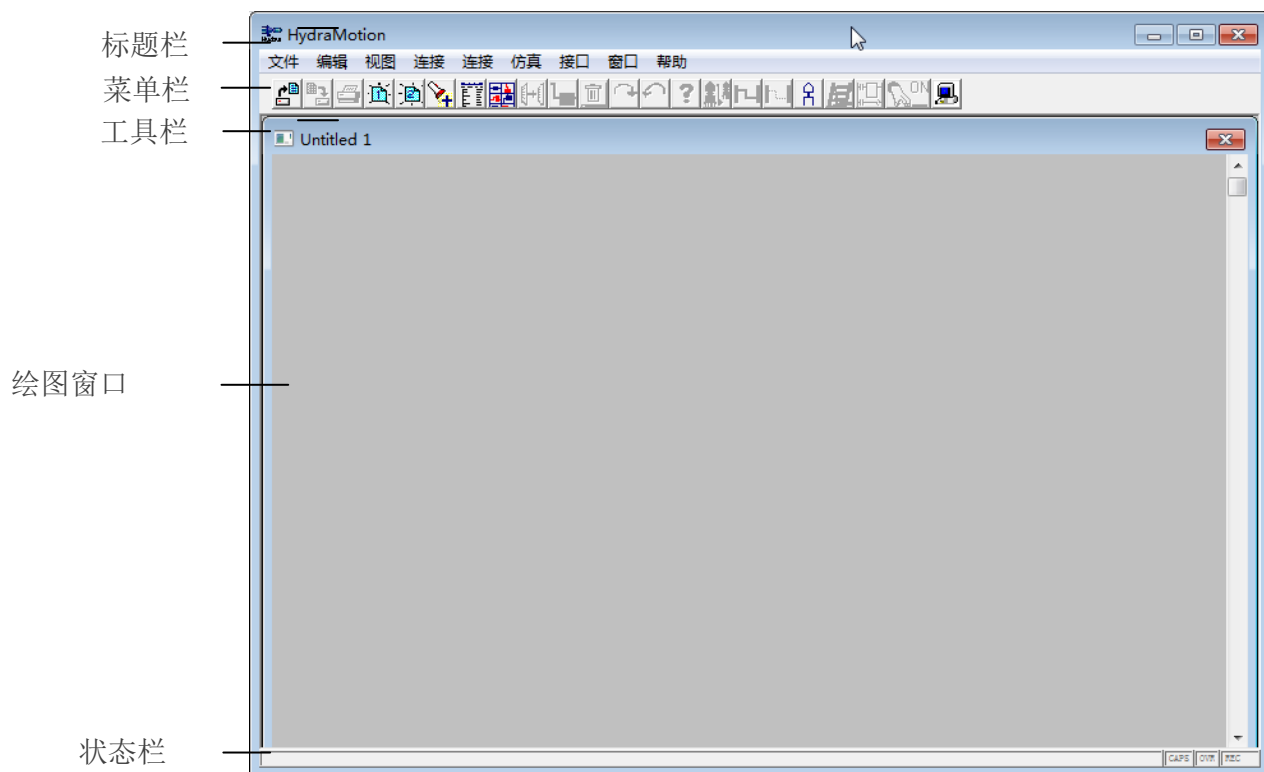 标题栏
HydraMotion
菜单栏
文件 编辑 视图 连接 连接 仿真 接口 窗口 帮助
工具栏
ON
Untitled 1
绘图窗口
状态栏
CAPS OVR REC